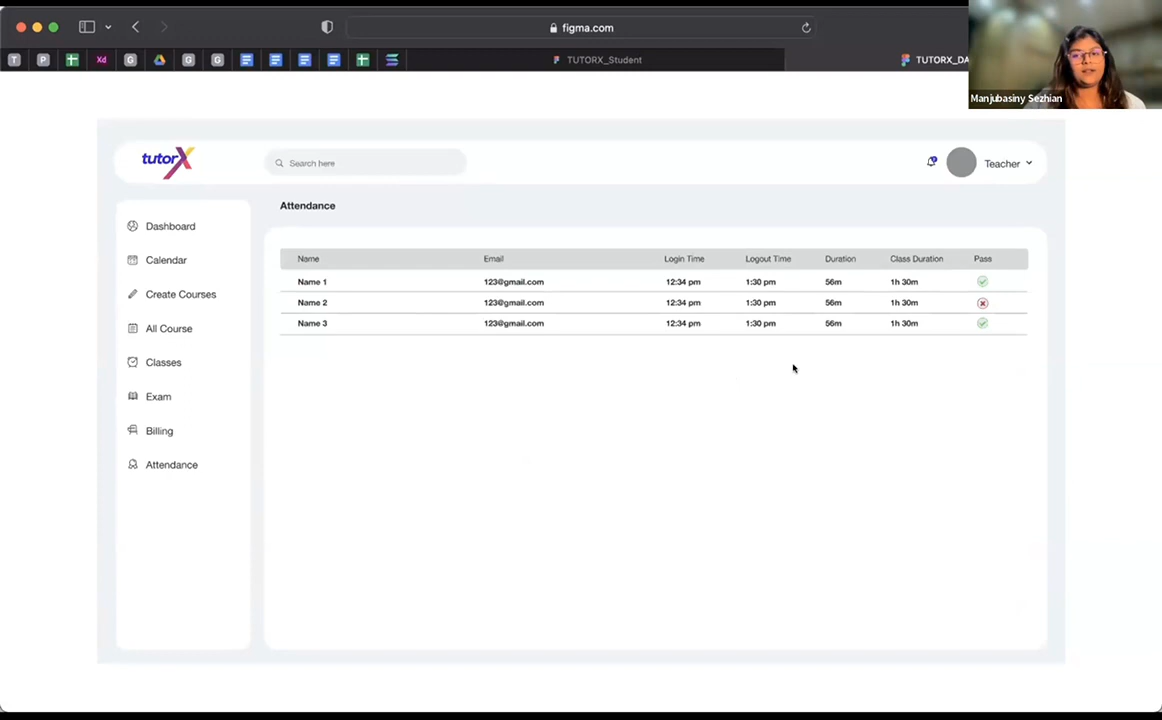 figma.com
T
P
Xd
G
G
G
TUTORX_Student
TUTORX_DA
Manjubasiny Sezhian
tutorX
Search here
Teacher
Attendance
Dashboard
Calendar
Create Courses
All Course
Classes
Exam
Billing
Attendance
Name Email Login Time Logout Time Duration Class Duration Pass
Name 1 123@gmail.com 12:34 pm 1:30 pm 56m 1h 30m
Name 2 123@gmail.com 12:34 pm 1:30 pm 56m 1h 30m
Name 3 123@gmail.com 12:34 pm 1:30 pm 56m 1h 30m